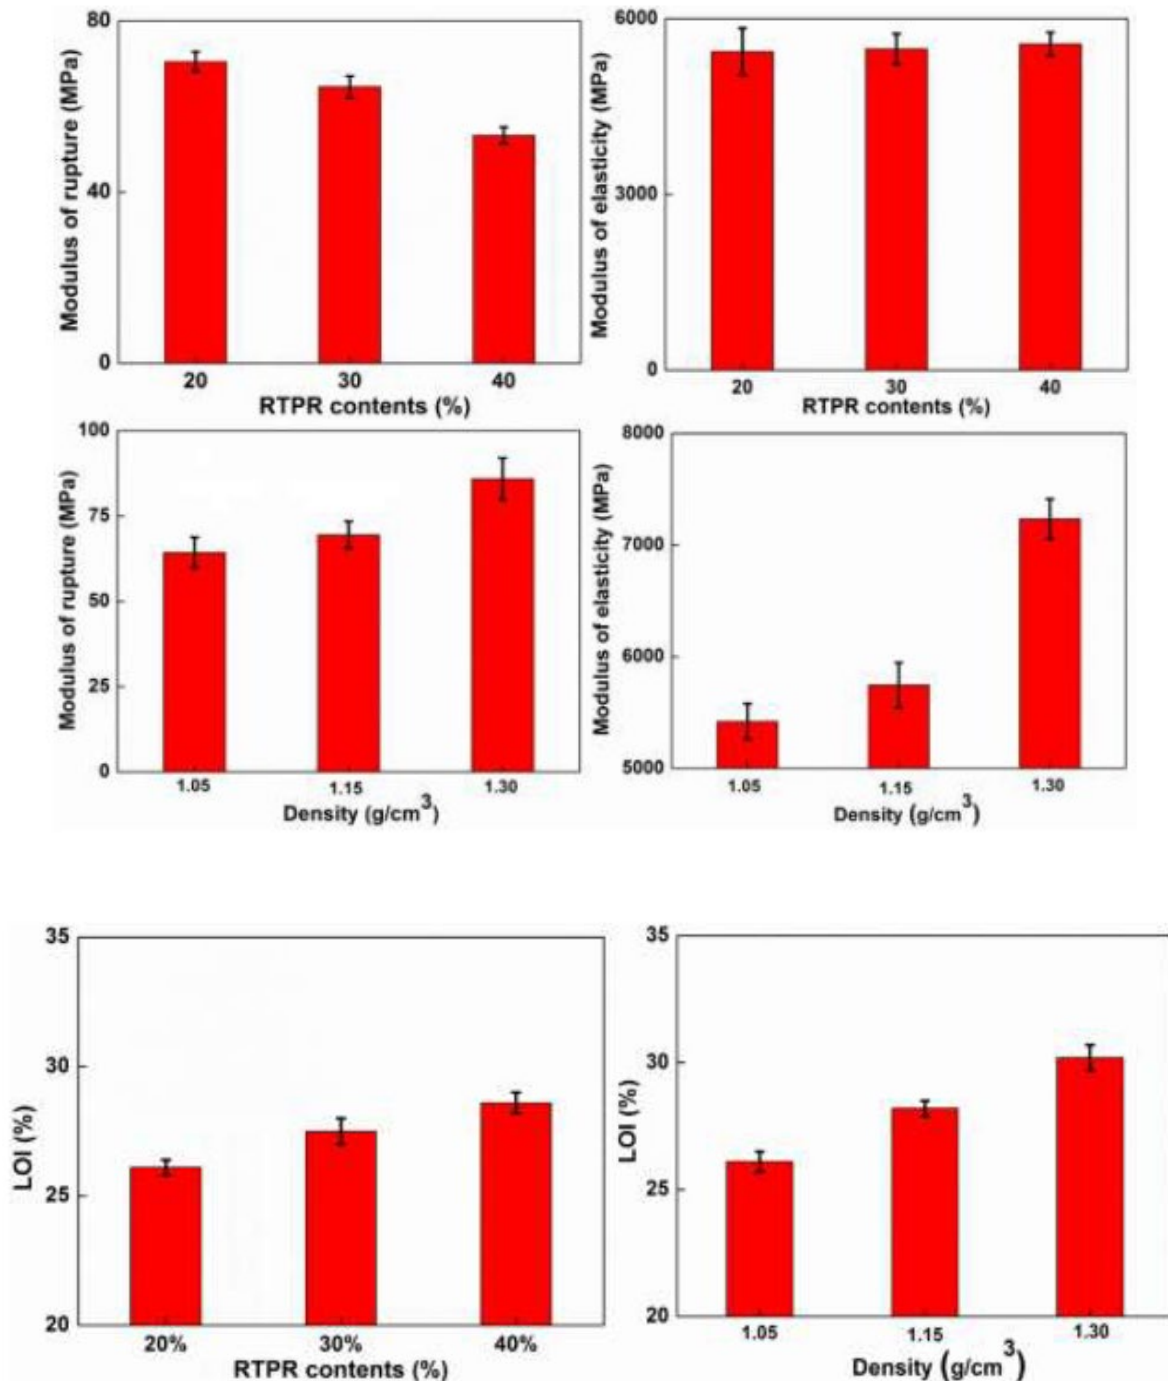 Modulus of rupture (MPa)
80
40
0
20 30 40
RTPR contents (%)
Modulus of elasticity (MPa)
6000
3000
0
20 30 40
RTPR contents (%)
Modulus of rupture (MPa)
100
75
50
25
0
1.05 1.15 1.30
Density (g/cm³)
Modulus of elasticity (MPa)
8000
7000
6000
5000
1.05 1.15 1.30
Density (g/cm³)
LOI (%)
35
30
25
20
20% 30% 40%
RTPR contents (%)
LOI (%)
35
30
25
20
1.05 1.15 1.30
Density (g/cm³)